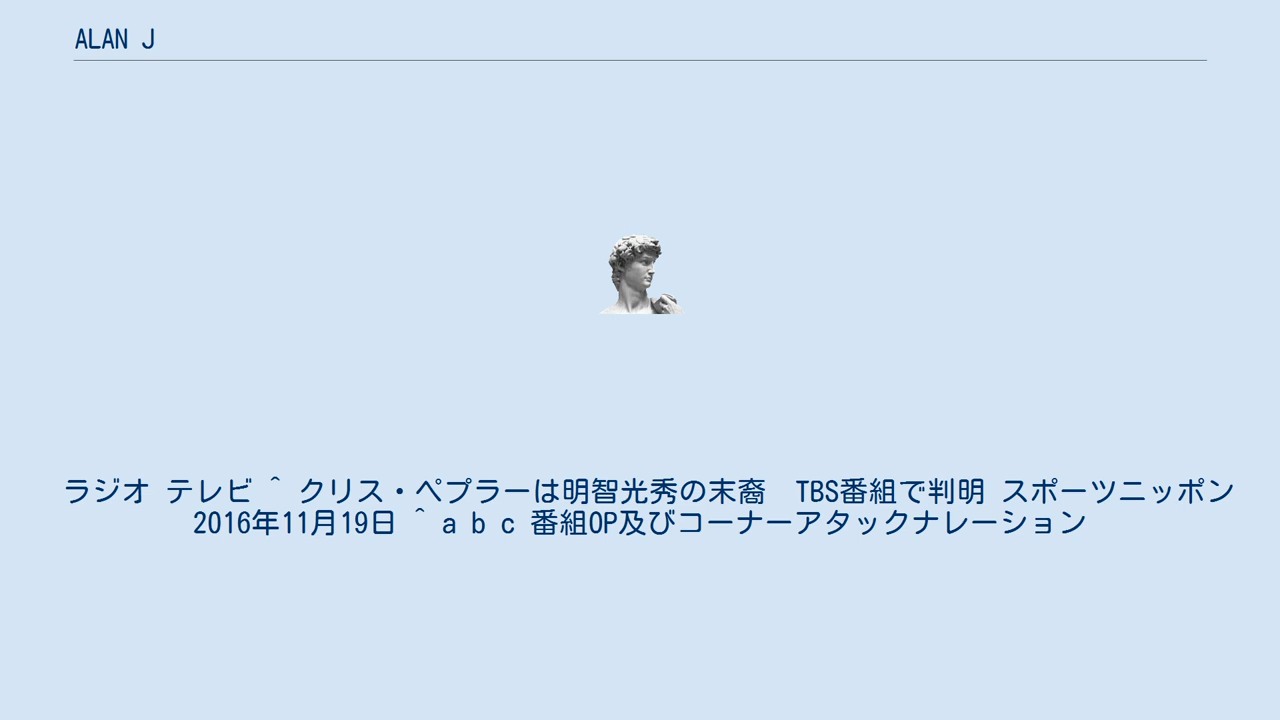 ALAN J
ラジオ テレビ ^ クリス・ペプラーは明智光秀の末裔　TBS番組で判明 スポーツニッポン
2016年11月19日 ^ a b c 番組OP及びコーナーアタックナレーション